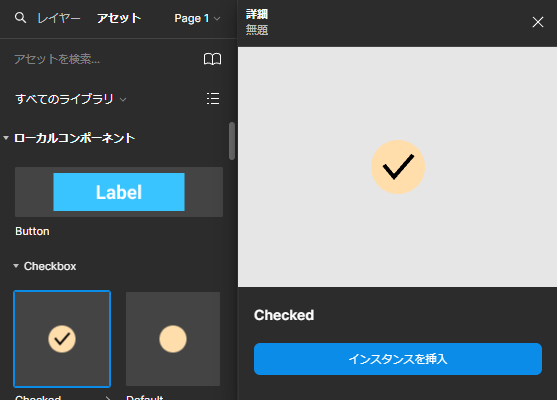 レイヤー
アセット
Page 1
アセットを検索...
すべてのライブラリ
ローカルコンポーネント
Label
Button
Checkbox
Checked
Default
詳細
無題
Checked
インスタンスを挿入